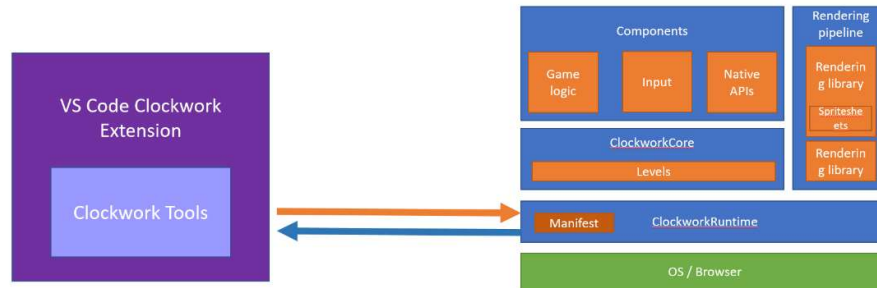 VS Code Clockwork
Extension
Clockwork Tools
Components
Game
logic
Input
Native
APIs
ClockworkCore
Levels
Manifest
ClockworkRuntime
OS / Browser
Rendering
pipeline
Renderin
g library
Spriteshe
ets
Renderin
g library